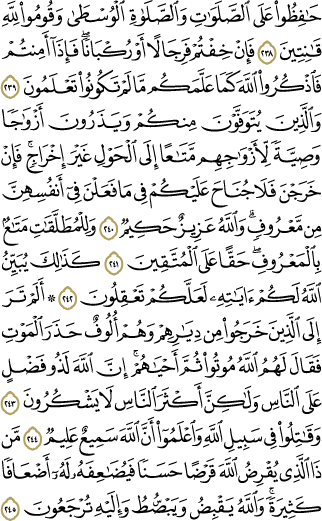 حَٰفِظُوا۟ عَلَى ٱلصَّلَوَٰتِ وَٱلصَّلَوٰةِ ٱلْوُسْطَىٰ وَقُومُوا۟ لِلَّهِ
قَٰنِتِينَ ٢٣٨ فَإِنْ خِفْتُمْ فَرِجَالًا أَوْ رُكْبَانًا ۖ فَإِذَآ أَمِنتُمْ
فَٱذْكُرُوا۟ ٱللَّهَ كَمَا عَلَّمَكُم مَّا لَمْ تَكُونُوا۟ تَعْلَمُونَ ٢٣٩
وَٱلَّذِينَ يُتَوَفَّوْنَ مِنكُمْ وَيَذَرُونَ أَزْوَٰجًا
وَصِيَّةً لِّأَزْوَٰجِهِم مَّتَٰعًا إِلَى ٱلْحَوْلِ غَيْرَ إِخْرَاجٍ ۚ فَإِنْ
خَرَجْنَ فَلَا جُنَاحَ عَلَيْكُمْ فِى مَا فَعَلْنَ فِىٓ أَنفُسِهِنَّ
مِن مَّعْرُوفٍ ۗ وَٱللَّهُ عَزِيزٌ حَكِيمٌ ٢٤٠ وَلِلْمُطَلَّقَٰتِ مَتَٰعٌۢ
بِٱلْمَعْرُوفِ ۖ حَقًّا عَلَى ٱلْمُتَّقِينَ ٢٤١ كَذَٰلِكَ يُبَيِّنُ
ٱللَّهُ لَكُمْ ءَايَٰتِهِۦ لَعَلَّكُمْ تَعْقِلُونَ ٢٤٢ ۞ أَلَمْ تَرَ
إِلَى ٱلَّذِينَ خَرَجُوا۟ مِن دِيَٰرِهِمْ وَهُمْ أُلُوفٌ حَذَرَ ٱلْمَوْتِ
فَقَالَ لَهُمُ ٱللَّهُ مُوتُوا۟ ثُمَّ أَحْيَٰهُمْ ۚ إِنَّ ٱللَّهَ لَذُو فَضْلٍ
عَلَى ٱلنَّاسِ وَلَٰكِنَّ أَكْثَرَ ٱلنَّاسِ لَا يَشْكُرُونَ ٢٤٣
وَقَٰتِلُوا۟ فِى سَبِيلِ ٱللَّهِ وَٱعْلَمُوٓا۟ أَنَّ ٱللَّهَ سَمِيعٌ عَلِيمٌ ٢٤٤ مَّن
ذَا ٱلَّذِى يُقْرِضُ ٱللَّهَ قَرْضًا حَسَنًا فَيُضَٰعِفَهُۥ لَهُۥٓ أَضْعَافًا
كَثِيرَةً ۚ وَٱللَّهُ يَقْبِضُ وَيَبْصُۜطُ وَإِلَيْهِ تُرْجَعُونَ ٢٤٥